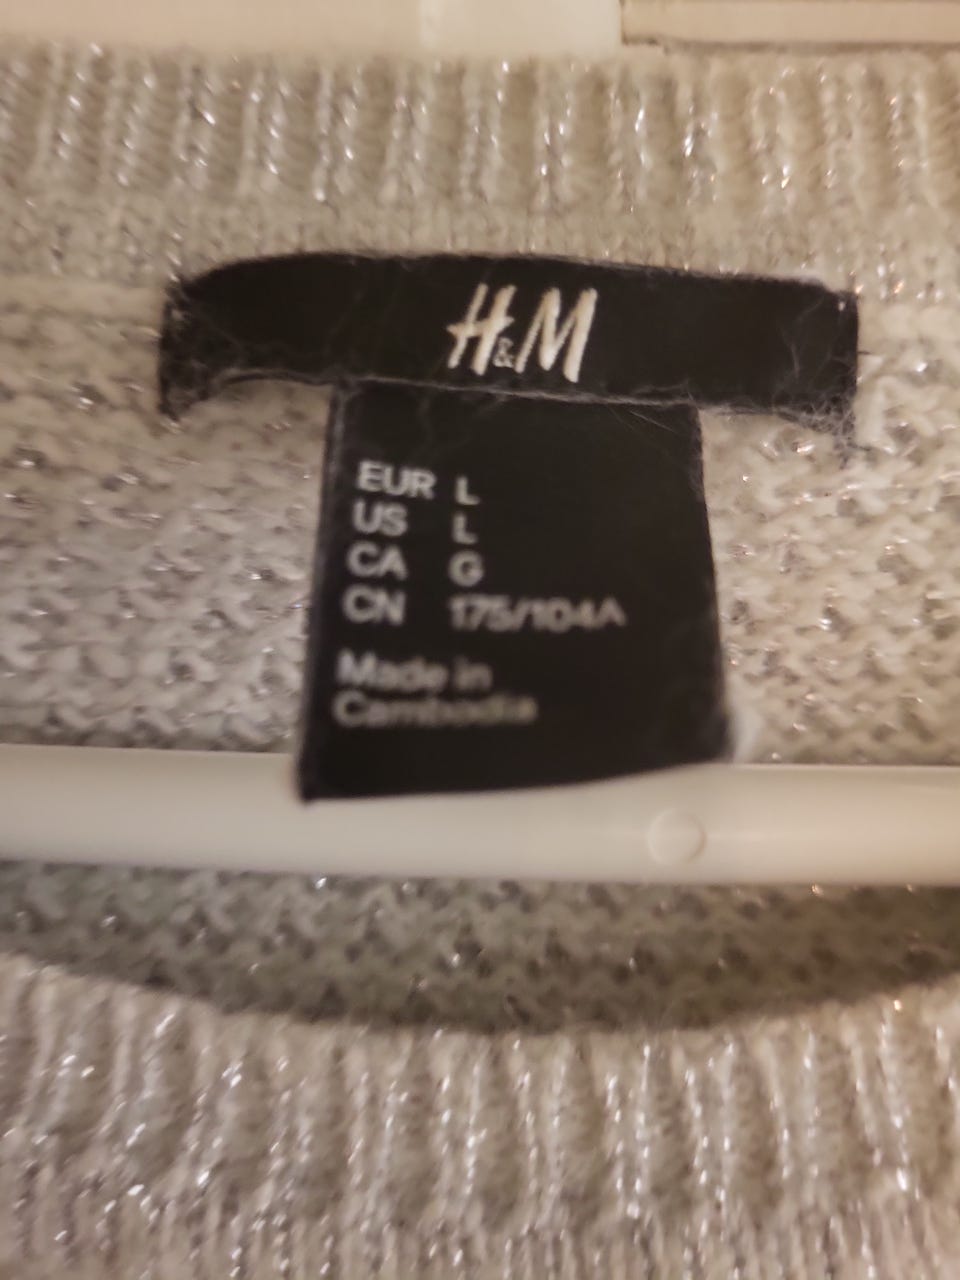 H&M
EUR L
US L
CA G
CN 175/104A
Made in
Cambodia